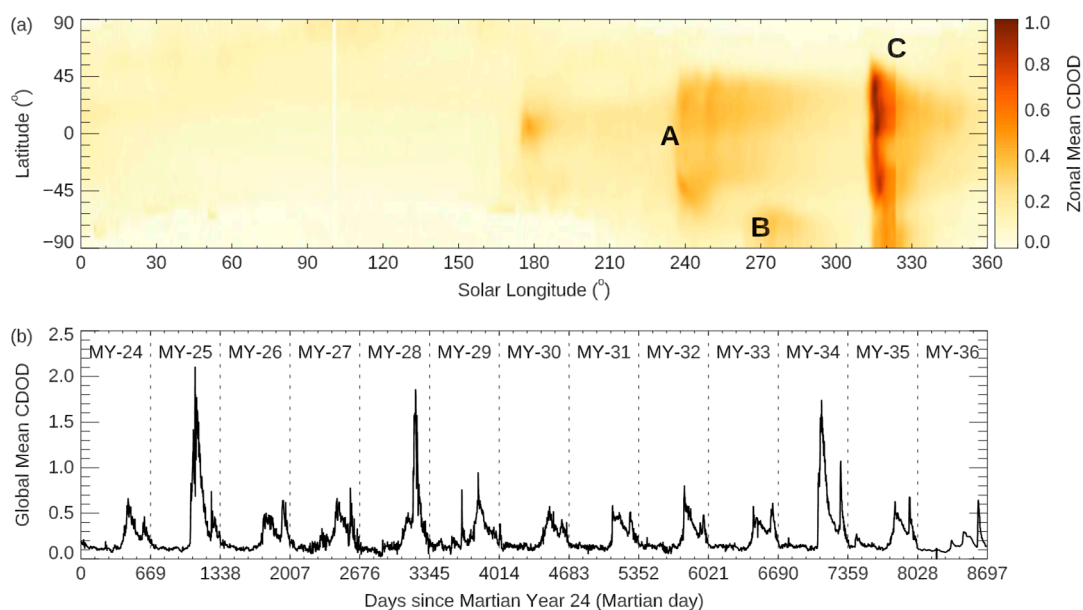 (a)
90
45
0
−45
−90
Latitude (°)
A
B
C
0 30 60 90 120 150 180 210 240 270 300 330 360
Solar Longitude (°)
1.0
0.8
0.6
0.4
0.2
0.0
Zonal Mean CDOD
(b)
2.5
2.0
1.5
1.0
0.5
0.0
Global Mean CDOD
MY-24 MY-25 MY-26 MY-27 MY-28 MY-29 MY-30 MY-31 MY-32 MY-33 MY-34 MY-35 MY-36
0 669 1338 2007 2676 3345 4014 4683 5352 6021 6690 7359 8028 8697
Days since Martian Year 24 (Martian day)